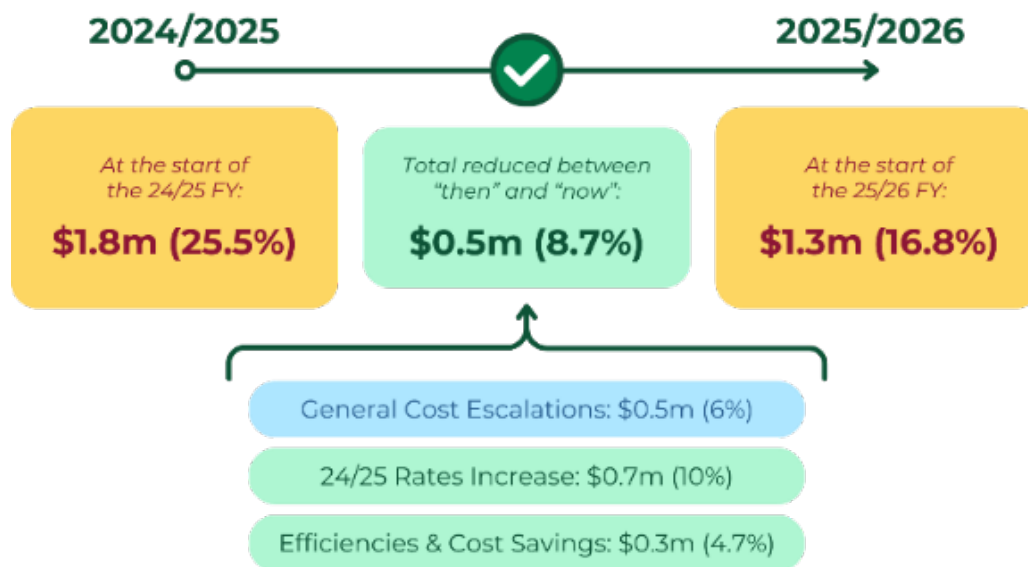 2024/2025
2025/2026
At the start of
the 24/25 FY:
$1.8m (25.5%)
Total reduced between
“then” and “now”:
$0.5m (8.7%)
At the start of
the 25/26 FY:
$1.3m (16.8%)
General Cost Escalations: $0.5m (6%)
24/25 Rates Increase: $0.7m (10%)
Efficiencies & Cost Savings: $0.3m (4.7%)